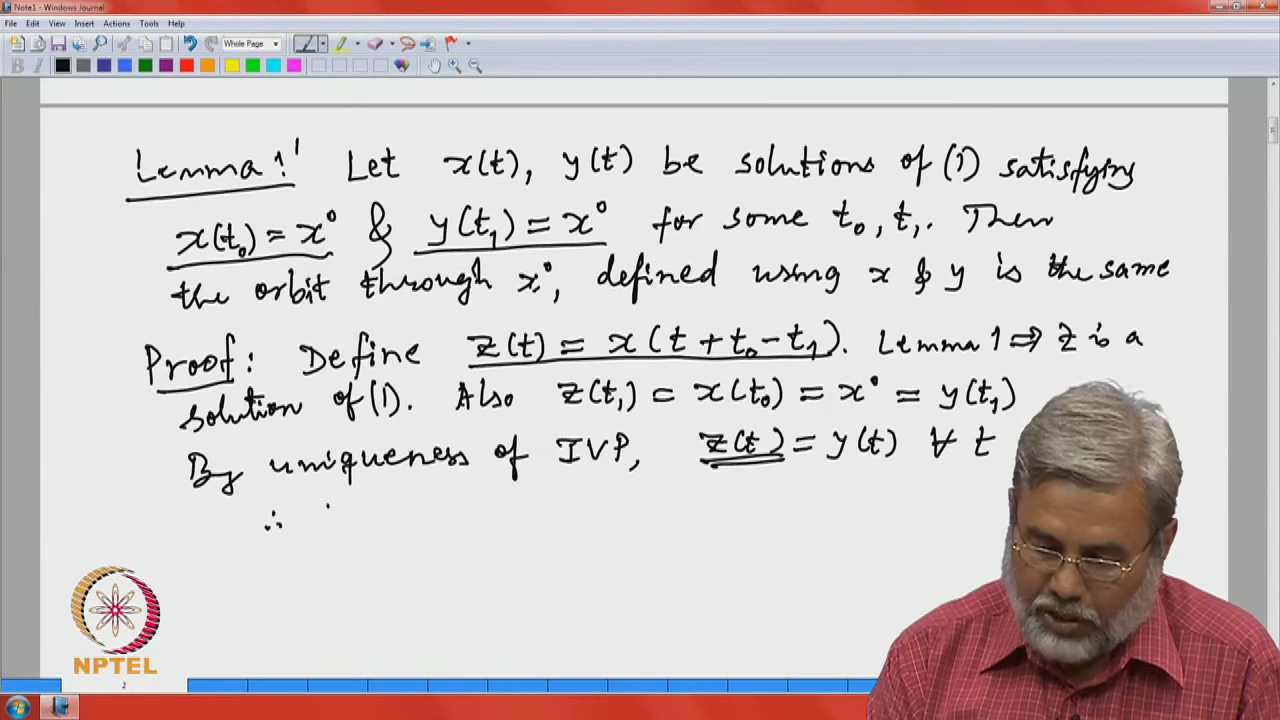 Note1 - Windows Journal
File Edit View Insert Actions Tools Help
Whole Page
Lemma 1' Let x(t), y(t) be solutions of (1) satisfying
x(t₀) = x⁰ & y(t₁) = x⁰ for some t₀, t₁. Then
the orbit through x⁰, defined using x & y is the same
Proof: Define z(t) = x(t + t₀ - t₁). Lemma 1 ⇒ z is a
solution of (1). Also z(t₁) = x(t₀) = x⁰ = y(t₁)
By uniqueness of IVP, z(t) = y(t) ∀ t
∴
NPTEL
2